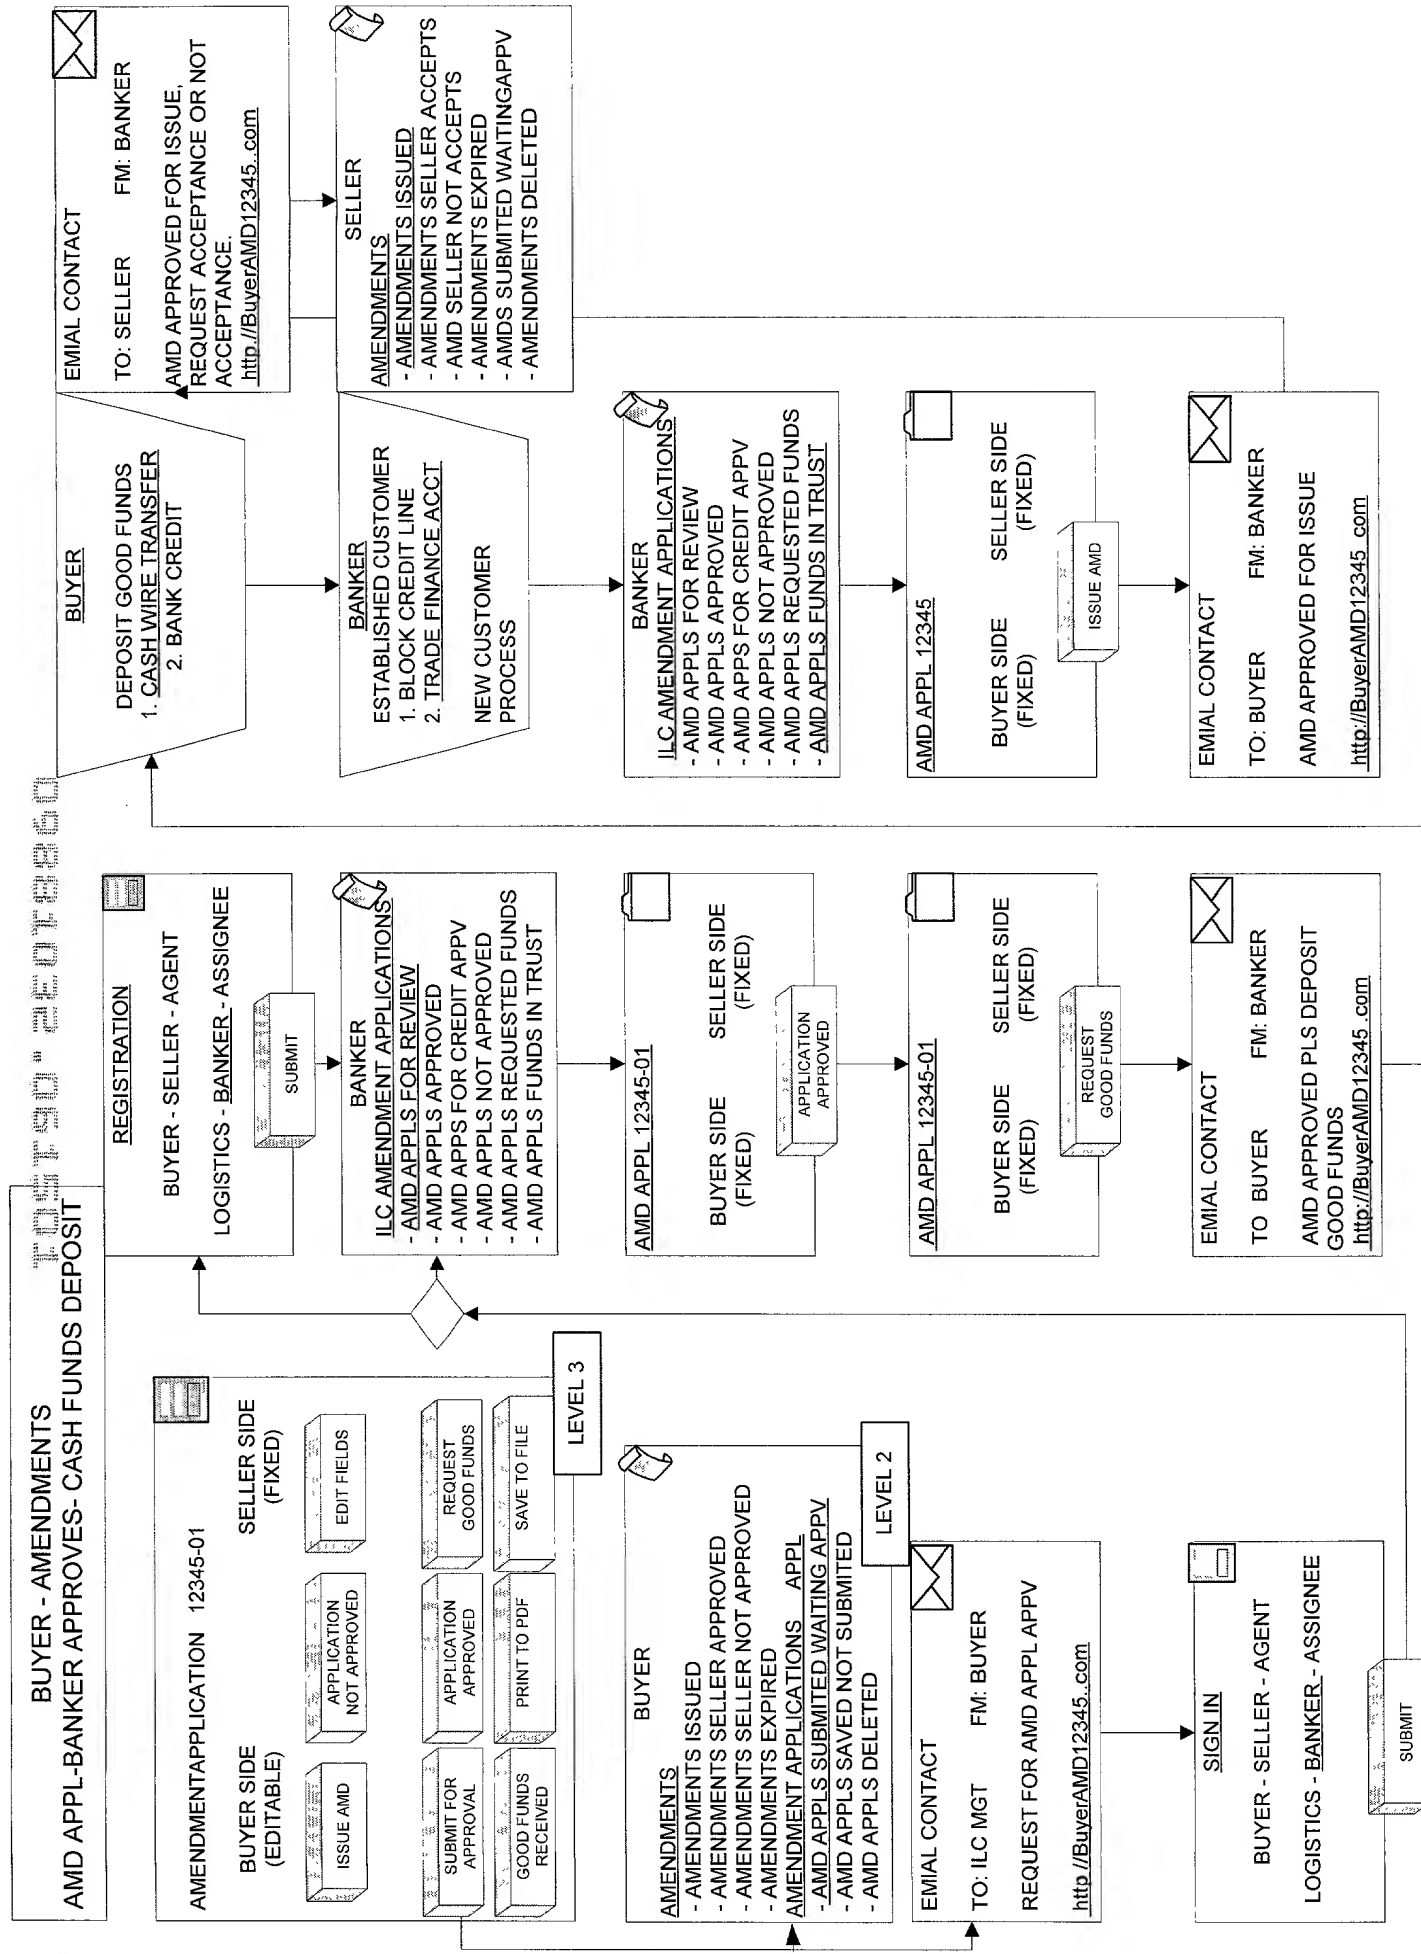 BUYER - AMENDMENTS
AMD APPL-BANKER APPROVES- CASH FUNDS DEPOSIT
AMENDMENTAPPLICATION 12345-01
BUYER SIDE
(EDITABLE)
SELLER SIDE
(FIXED)
ISSUE AMD
APPLICATION
NOT APPROVED
EDIT FIELDS
SUBMIT FOR
APPROVAL
APPLICATION
APPROVED
REQUEST
GOOD FUNDS
GOOD FUNDS
RECEIVED
PRINT TO PDF
SAVE TO FILE
LEVEL 3
BUYER
AMENDMENTS
- AMENDMENTS ISSUED
- AMENDMENTS SELLER APPROVED
- AMENDMENTS SELLER NOT APPROVED
- AMENDMENTS EXPIRED
AMENDMENT APPLICATIONS APPL
- AMD APPLS SUBMITED WAITING APPV
- AMD APPLS SAVED NOT SUBMITED
- AMD APPLS DELETED
LEVEL 2
EMIAL CONTACT
TO: ILC MGT FM: BUYER
REQUEST FOR AMD APPL APPV
http //BuyerAMD12345..com
SIGN IN
BUYER - SELLER - AGENT
LOGISTICS - BANKER - ASSIGNEE
SUBMIT
REGISTRATION
BUYER - SELLER - AGENT
LOGISTICS - BANKER - ASSIGNEE
SUBMIT
BANKER
ILC AMENDMENT APPLICATIONS
- AMD APPLS FOR REVIEW
- AMD APPLS APPROVED
- AMD APPS FOR CREDIT APPV
- AMD APPLS NOT APPROVED
- AMD APPLS REQUESTED FUNDS
- AMD APPLS FUNDS IN TRUST
AMD APPL 12345-01
BUYER SIDE
(FIXED)
SELLER SIDE
(FIXED)
APPLICATION
APPROVED
AMD APPL 12345-01
BUYER SIDE
(FIXED)
SELLER SIDE
(FIXED)
REQUEST
GOOD FUNDS
EMIAL CONTACT
TO BUYER FM: BANKER
AMD APPROVED PLS DEPOSIT
GOOD FUNDS
http://BuyerAMD12345 .com
BUYER
DEPOSIT GOOD FUNDS
1. CASH WIRE TRANSFER
2. BANK CREDIT
BANKER
ESTABLISHED CUSTOMER
1. BLOCK CREDIT LINE
2. TRADE FINANCE ACCT
NEW CUSTOMER
PROCESS
BANKER
ILC AMENDMENT APPLICATIONS
- AMD APPLS FOR REVIEW
- AMD APPLS APPROVED
- AMD APPS FOR CREDIT APPV
- AMD APPLS NOT APPROVED
- AMD APPLS REQUESTED FUNDS
- AMD APPLS FUNDS IN TRUST
AMD APPL 12345
BUYER SIDE
(FIXED)
SELLER SIDE
(FIXED)
ISSUE AMD
EMIAL CONTACT
TO: BUYER FM: BANKER
AMD APPROVED FOR ISSUE
http://BuyerAMD12345 com
EMIAL CONTACT
TO: SELLER FM: BANKER
AMD APPROVED FOR ISSUE,
REQUEST ACCEPTANCE OR NOT
ACCEPTANCE.
http.//BuyerAMD12345..com
SELLER
AMENDMENTS
- AMENDMENTS ISSUED
- AMENDMENTS SELLER ACCEPTS
- AMD SELLER NOT ACCEPTS
- AMENDMENTS EXPIRED
- AMDS SUBMITED WAITINGAPPV
- AMENDMENTS DELETED